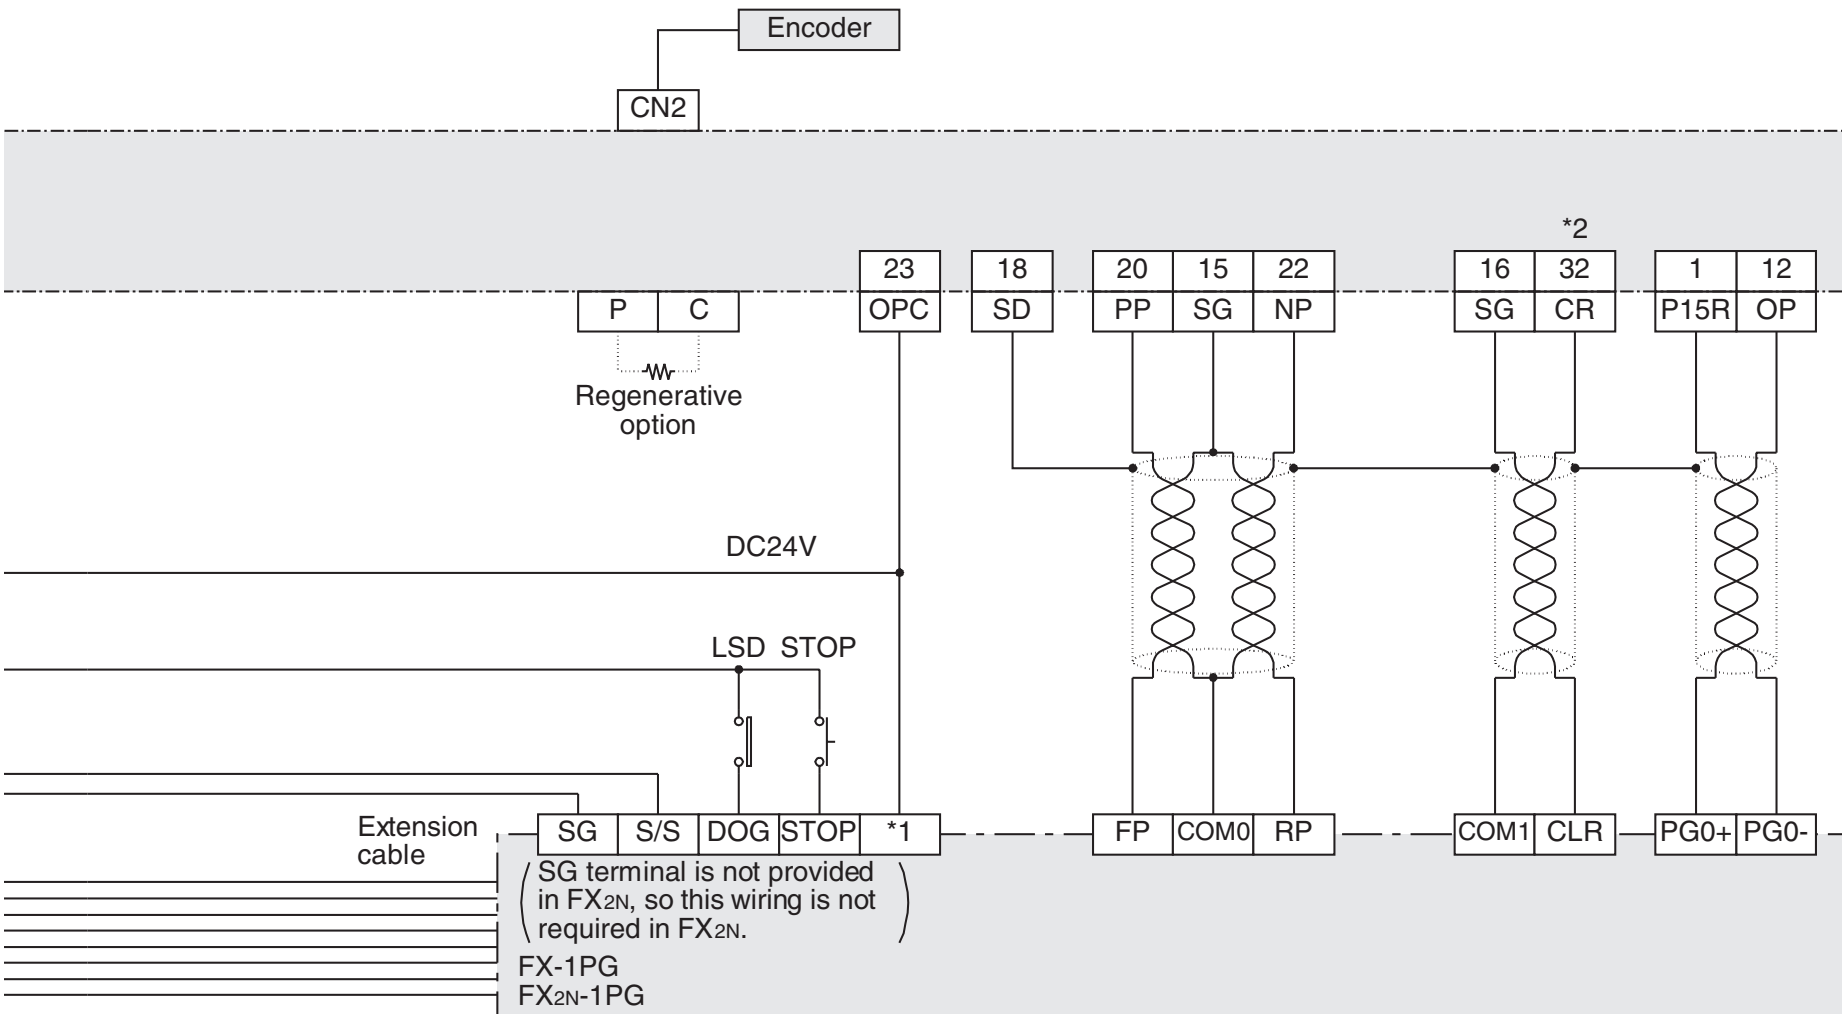 Encoder
CN2
*2
23 18 20 15 22 16 32 1 12
P C OPC SD PP SG NP SG CR P15R OP
Regenerative
option
DC24V
LSD STOP
Extension
cable
SG S/S DOG STOP *1 FP COM0 RP COM1 CLR PG0+ PG0-
(SG terminal is not provided
in FX2N, so this wiring is not
required in FX2N.)
FX-1PG
FX2N-1PG